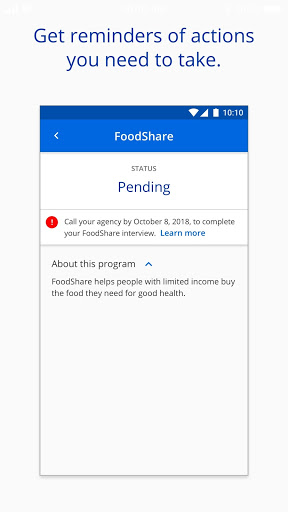 Get reminders of actions
you need to take.
10:10
FoodShare
STATUS
Pending
Call your agency by October 8, 2018, to complete
your FoodShare interview. Learn more
About this program
FoodShare helps people with limited income buy
the food they need for good health.